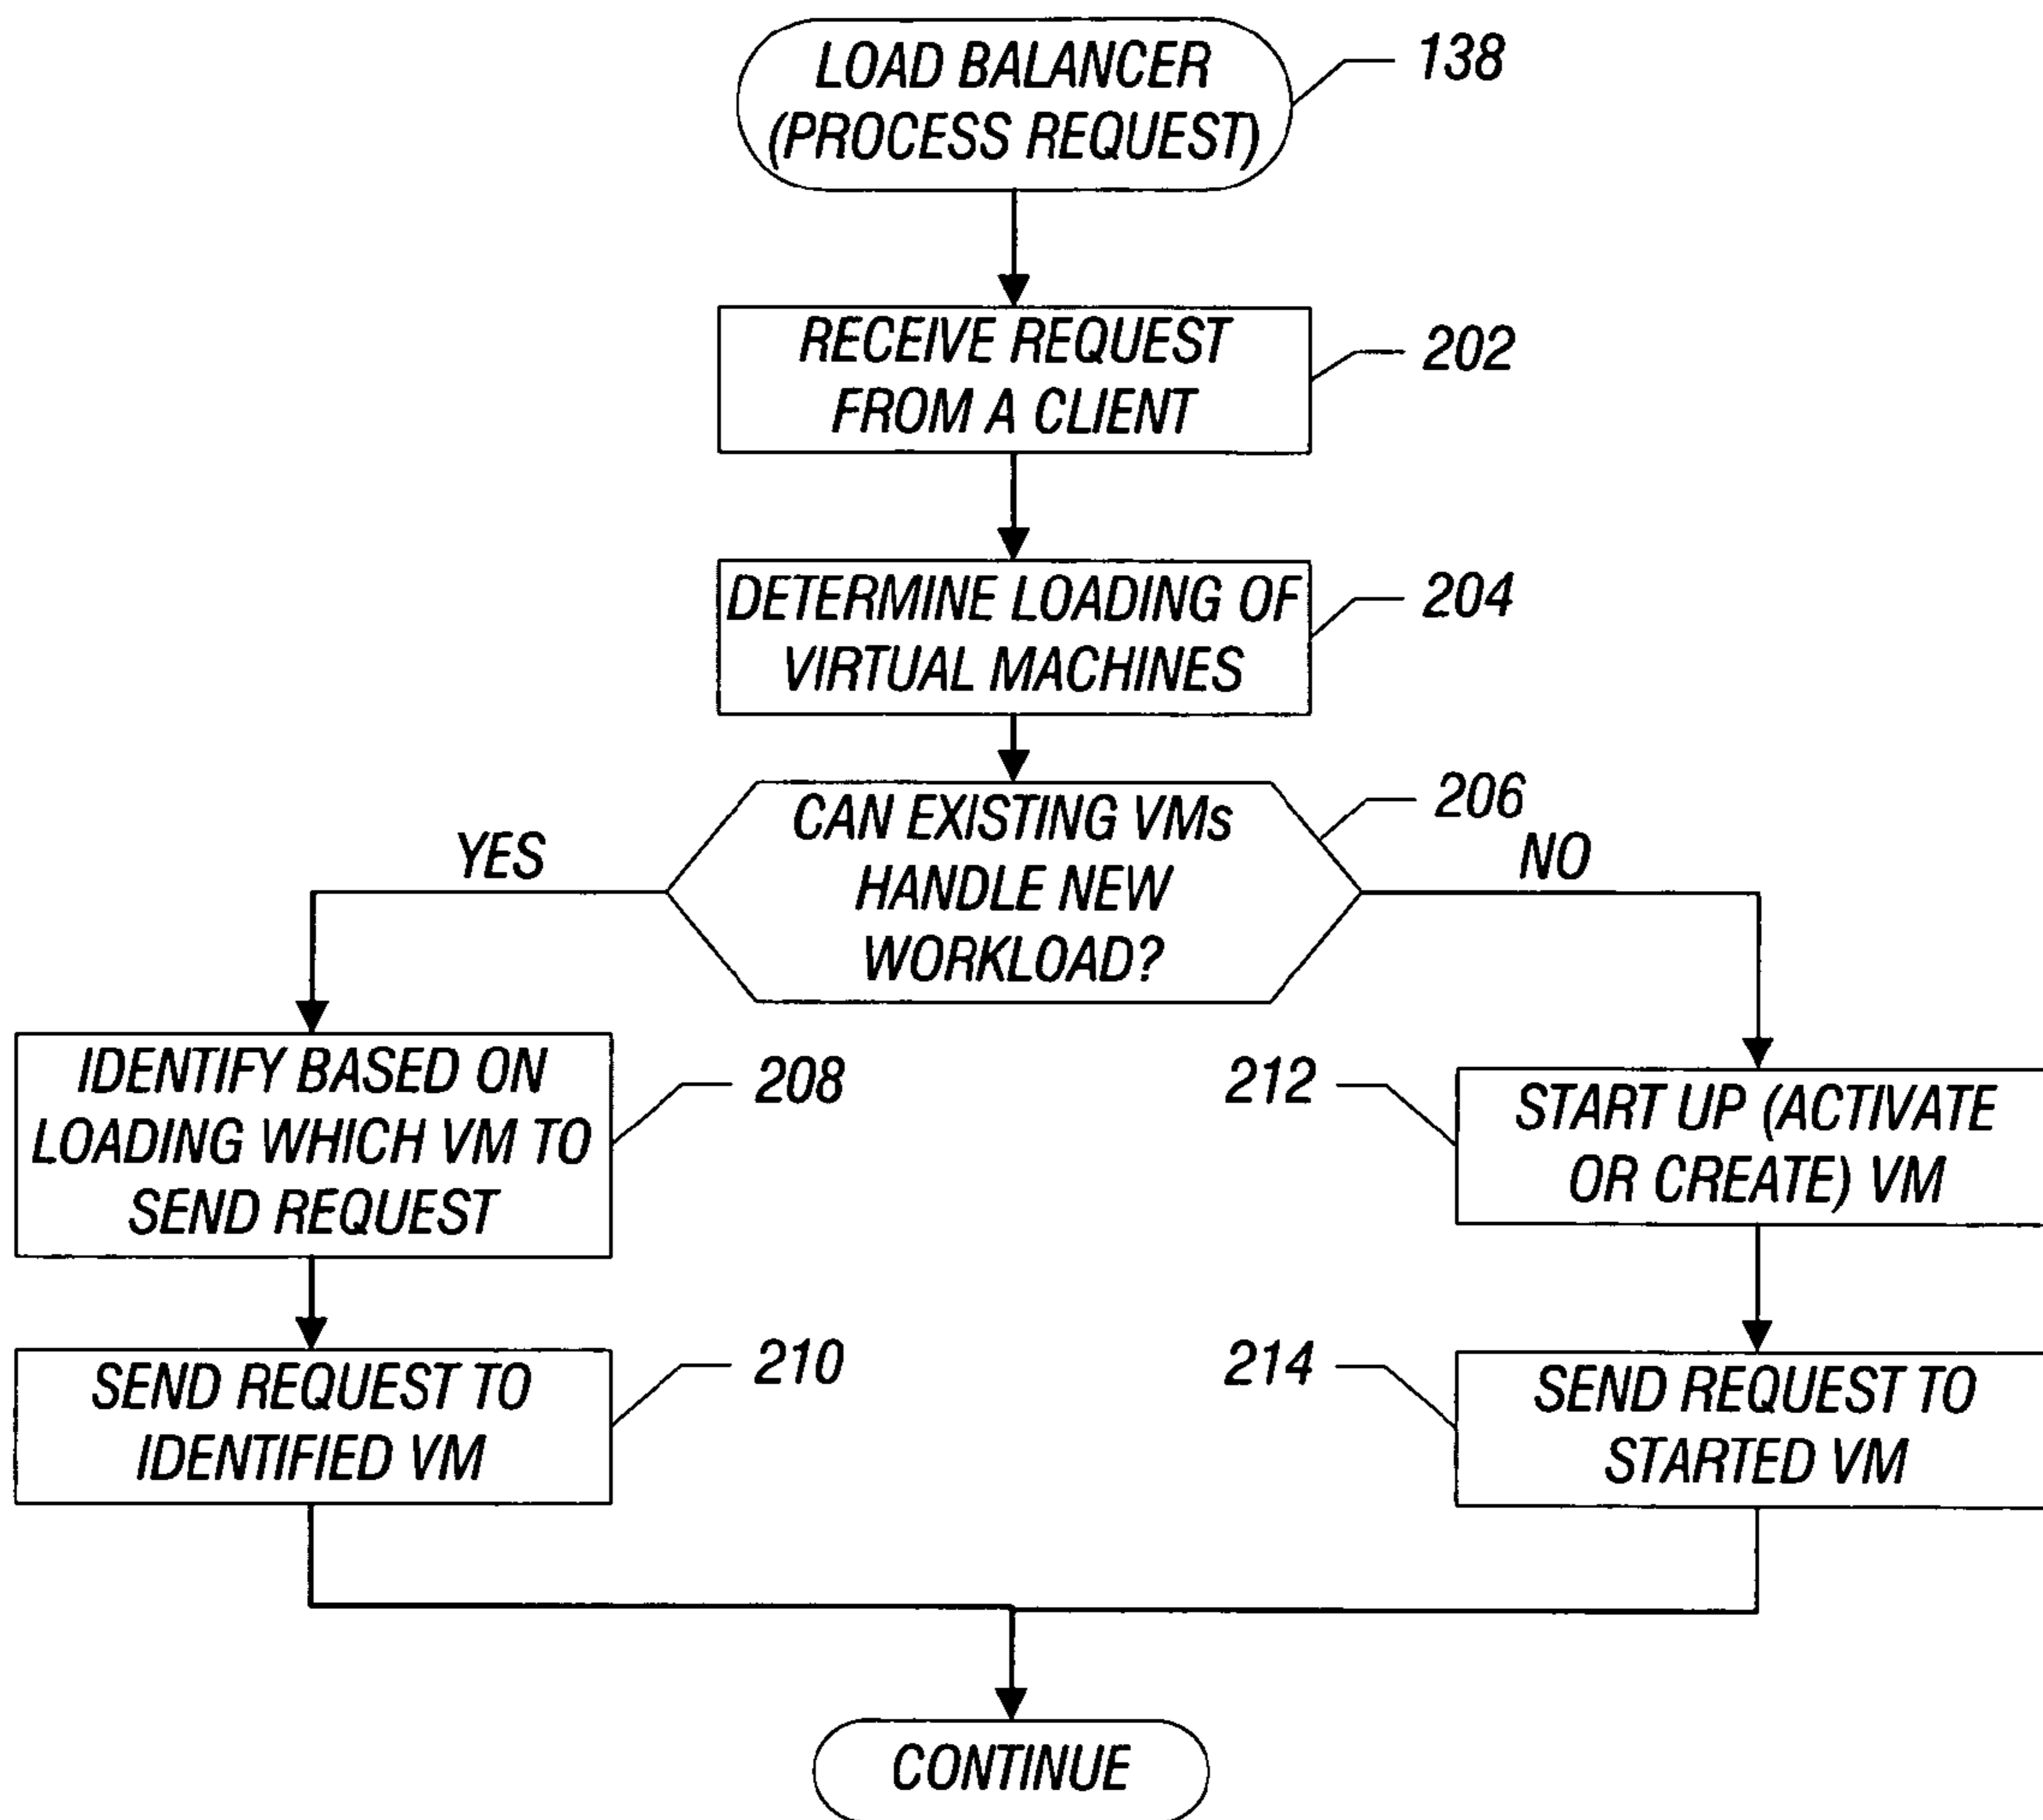 LOAD BALANCER
(PROCESS REQUEST)
138
RECEIVE REQUEST
FROM A CLIENT
202
DETERMINE LOADING OF
VIRTUAL MACHINES
204
CAN EXISTING VMs
HANDLE NEW
WORKLOAD?
206
YES
NO
IDENTIFY BASED ON
LOADING WHICH VM TO
SEND REQUEST
208
212
START UP (ACTIVATE
OR CREATE) VM
SEND REQUEST TO
IDENTIFIED VM
210
214
SEND REQUEST TO
STARTED VM
CONTINUE